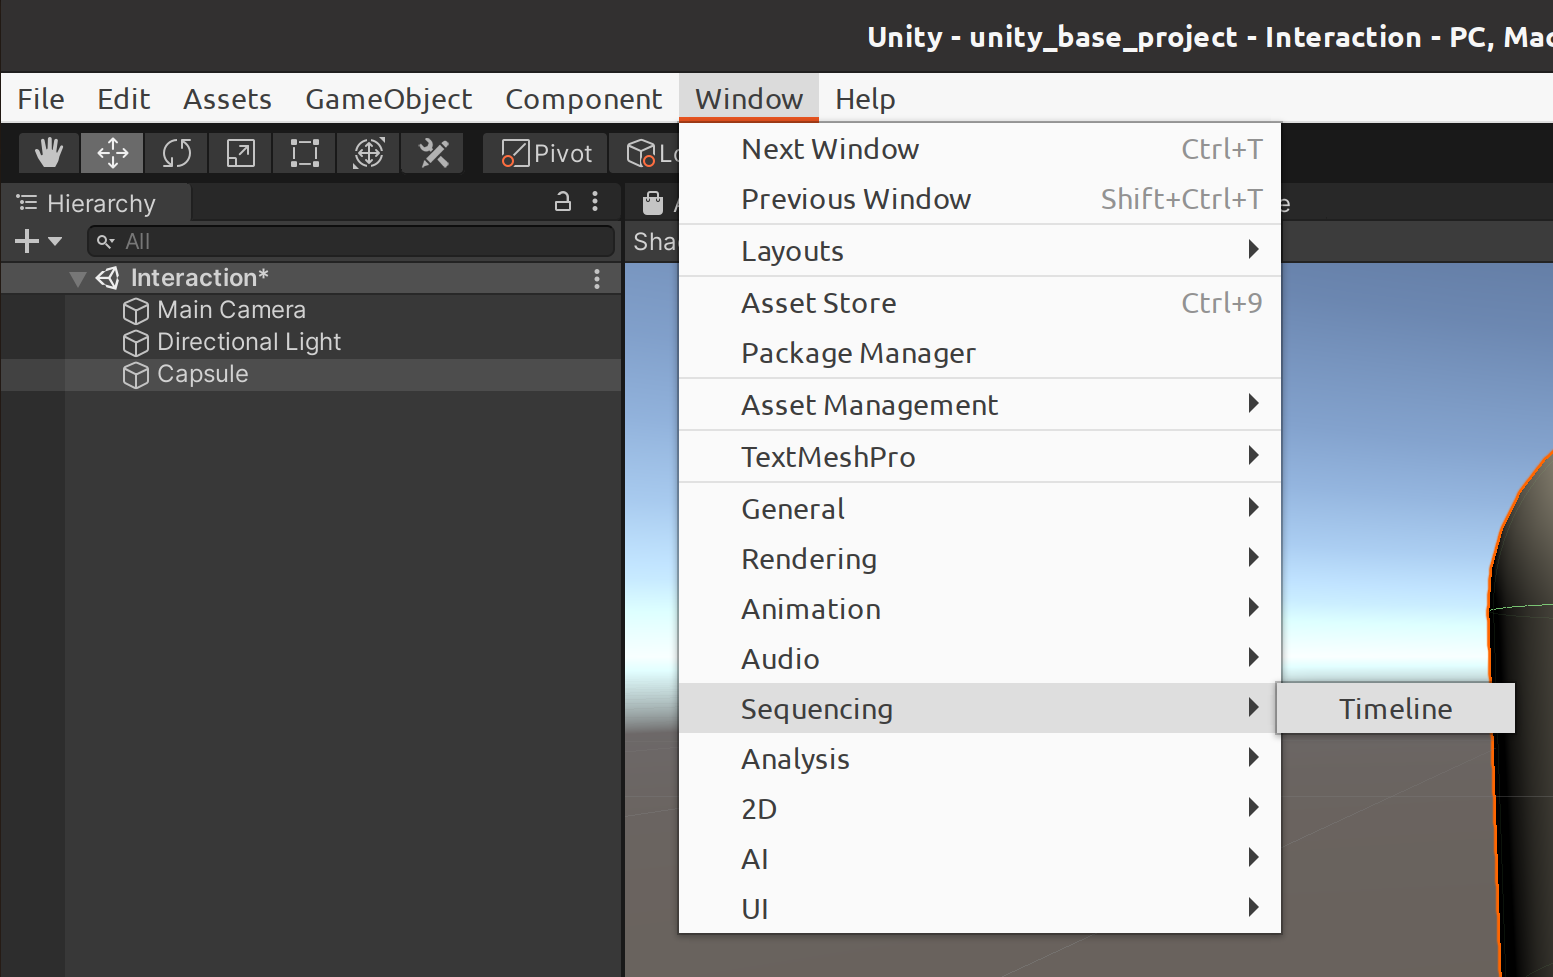 Unity - unity_base_project - Interaction - PC, Mac
File Edit Assets GameObject Component Window Help
Pivot
Hierarchy
All
Interaction*
Main Camera
Directional Light
Capsule
Next Window Ctrl+T
Previous Window Shift+Ctrl+T
Layouts
Asset Store Ctrl+9
Package Manager
Asset Management
TextMeshPro
General
Rendering
Animation
Audio
Sequencing
Timeline
Analysis
2D
AI
UI